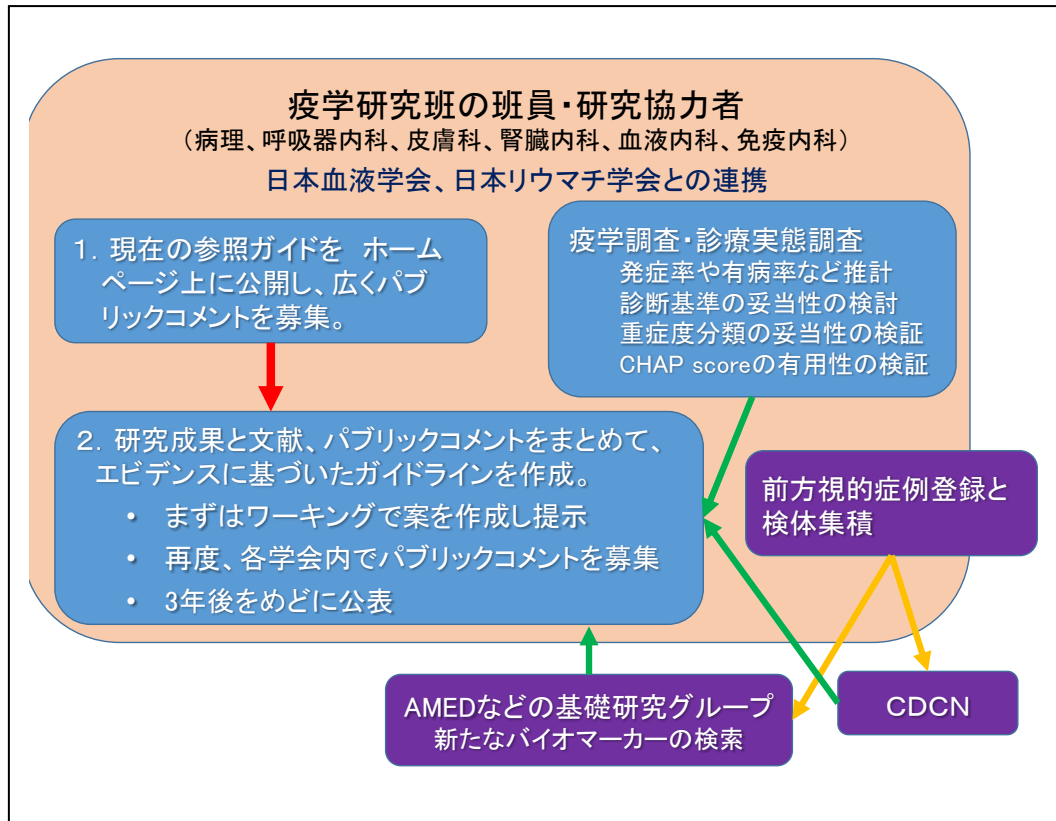 疫学研究班の班員・研究協力者
（病理、呼吸器内科、皮膚科、腎臓内科、血液内科、免疫内科）
日本血液学会、日本リウマチ学会との連携
１．現在の参照ガイドを　ホーム
ページ上に公開し、広くパブ
リックコメントを募集。
疫学調査・診療実態調査
発症率や有病率など推計
診断基準の妥当性の検討
重症度分類の妥当性の検証
CHAP scoreの有用性の検証
２．研究成果と文献、パブリックコメントをまとめて、
エビデンスに基づいたガイドラインを作成。
• まずはワーキングで案を作成し提示
• 再度、各学会内でパブリックコメントを募集
• 3年後をめどに公表
前方視的症例登録と
検体集積
AMEDなどの基礎研究グループ
新たなバイオマーカーの検索
CDCN